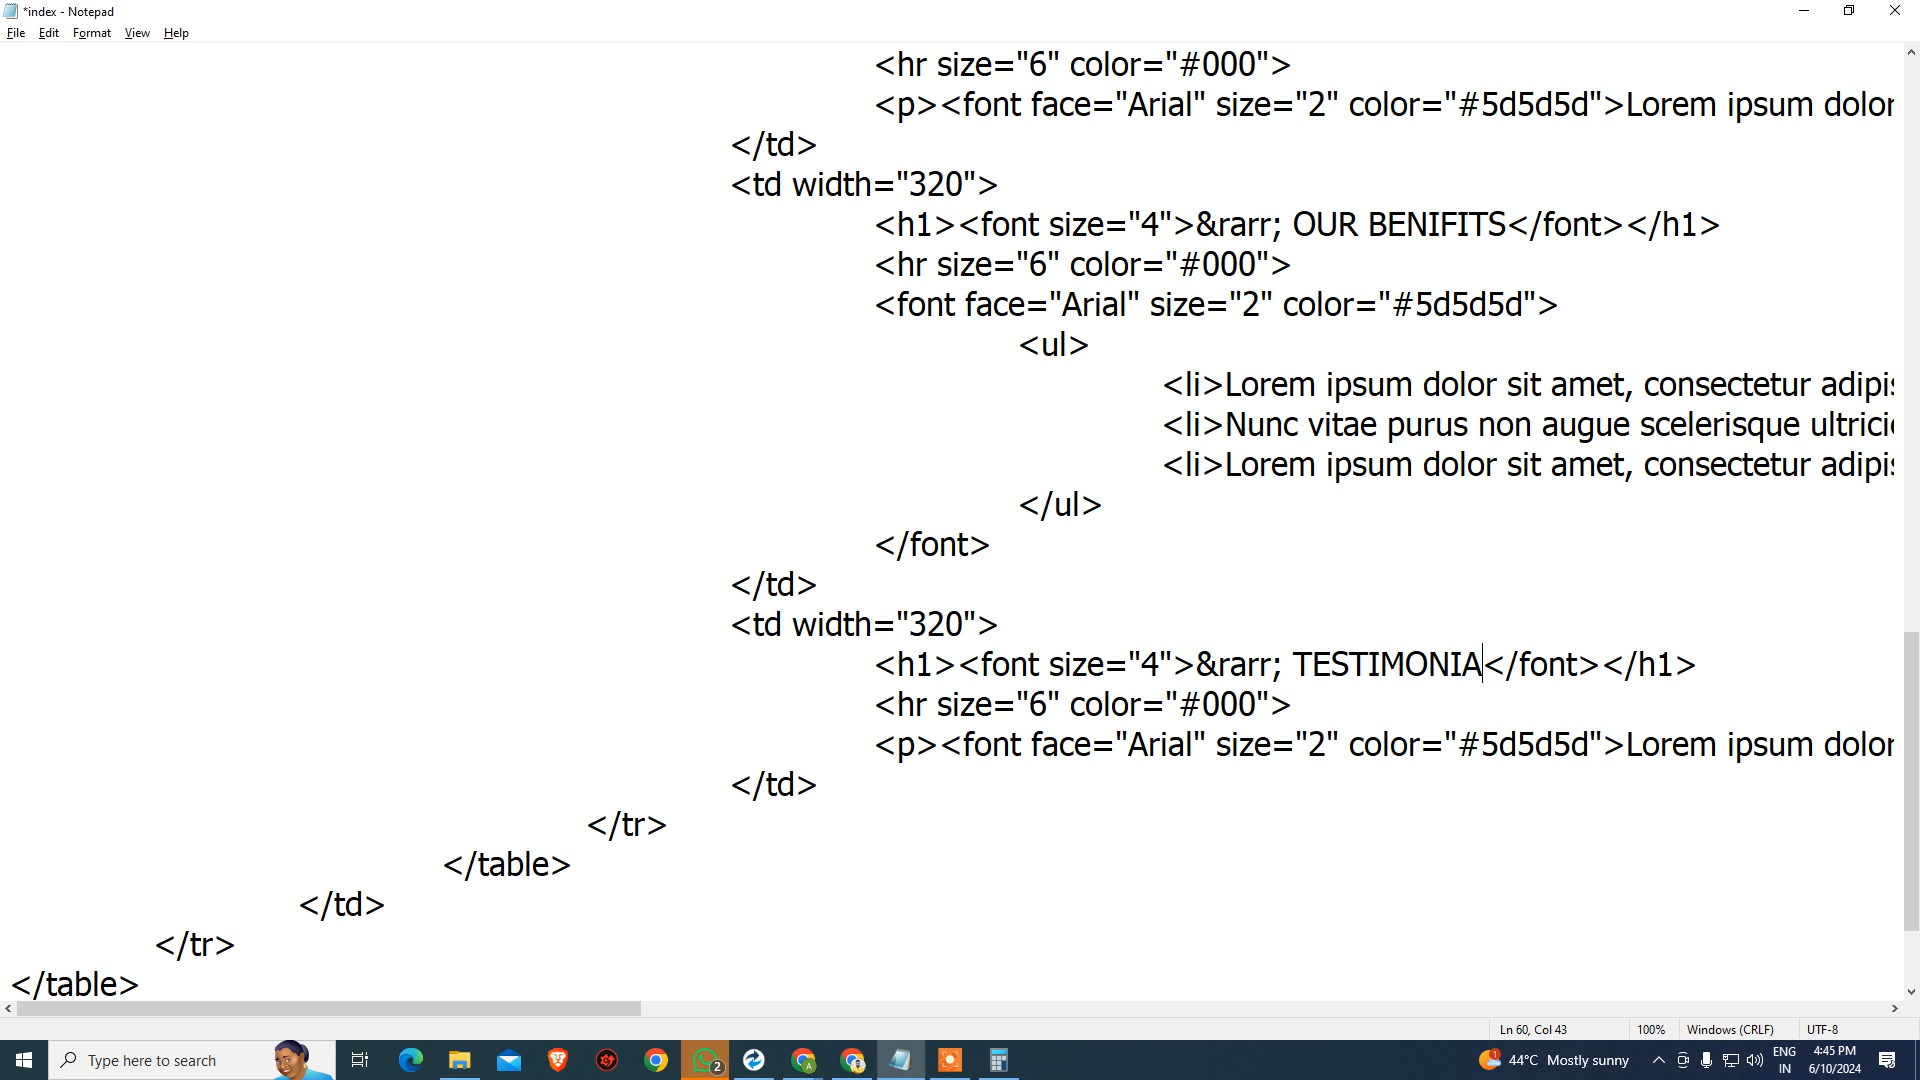 *index - Notepad
File Edit Format View Help
<hr size="6" color="#000">
<p><font face="Arial" size="2" color="#5d5d5d">Lorem ipsum dolor
</td>
<td width="320">
<h1><font size="4">&rarr; OUR BENIFITS</font></h1>
<hr size="6" color="#000">
<font face="Arial" size="2" color="#5d5d5d">
<ul>
<li>Lorem ipsum dolor sit amet, consectetur adipis
<li>Nunc vitae purus non augue scelerisque ultricie
<li>Lorem ipsum dolor sit amet, consectetur adipis
</ul>
</font>
</td>
<td width="320">
<h1><font size="4">&rarr; TESTIMONIA</font></h1>
<hr size="6" color="#000">
<p><font face="Arial" size="2" color="#5d5d5d">Lorem ipsum dolor
</td>
</tr>
</table>
</td>
</tr>
</table>
Ln 60, Col 43 100% Windows (CRLF) UTF-8
Type here to search 2 A 1 44°C Mostly sunny ENG IN 4:45 PM 6/10/2024